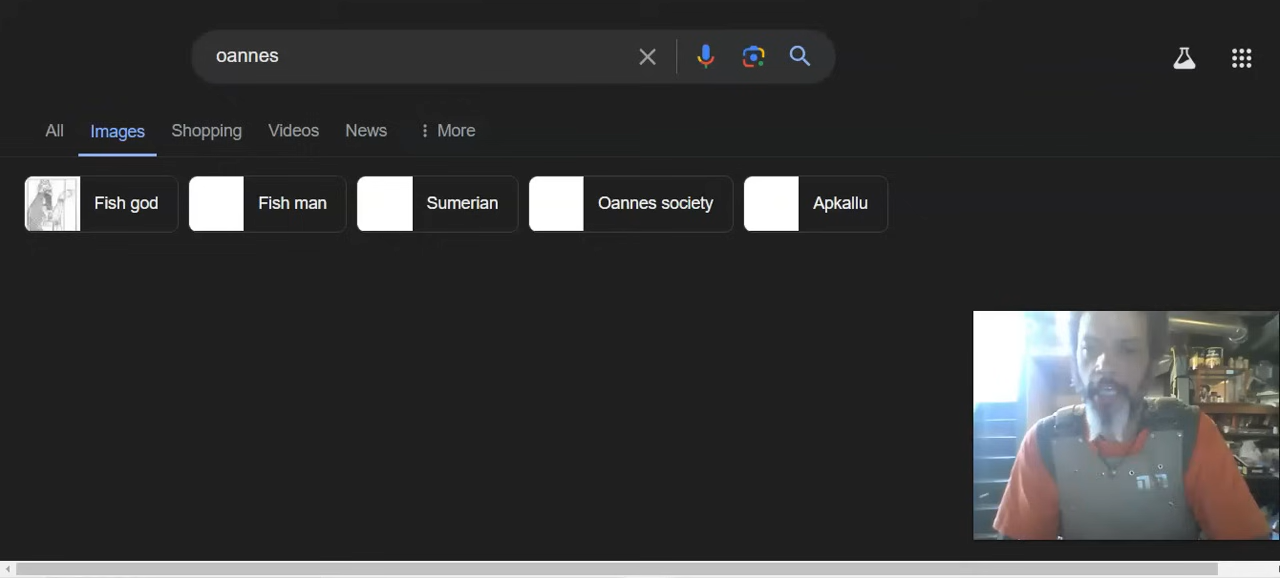 oannes
All Images Shopping Videos News More
Fish god Fish man Sumerian Oannes society Apkallu